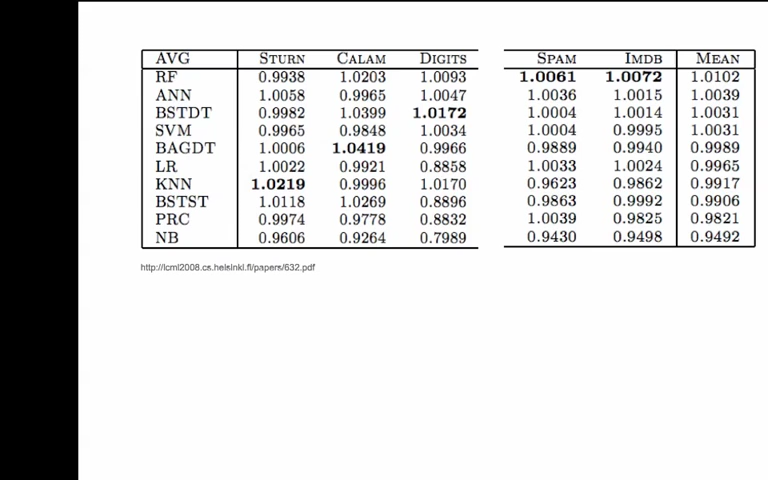 AVG STURN CALAM DIGITS SPAM IMDB MEAN
RF 0.9938 1.0203 1.0093 1.0061 1.0072 1.0102
ANN 1.0058 0.9965 1.0047 1.0036 1.0015 1.0039
BSTDT 0.9982 1.0399 1.0172 1.0004 1.0014 1.0031
SVM 0.9965 0.9848 1.0034 1.0004 0.9995 1.0031
BAGDT 1.0006 1.0419 0.9966 0.9889 0.9940 0.9989
LR 1.0022 0.9921 0.8858 1.0033 1.0024 0.9965
KNN 1.0219 0.9996 1.0170 0.9623 0.9862 0.9917
BSTST 1.0118 1.0269 0.8896 0.9863 0.9992 0.9906
PRC 0.9974 0.9778 0.8832 1.0039 0.9825 0.9821
NB 0.9606 0.9264 0.7989 0.9430 0.9498 0.9492
http://icml2008.cs.helsinki.fi/papers/632.pdf